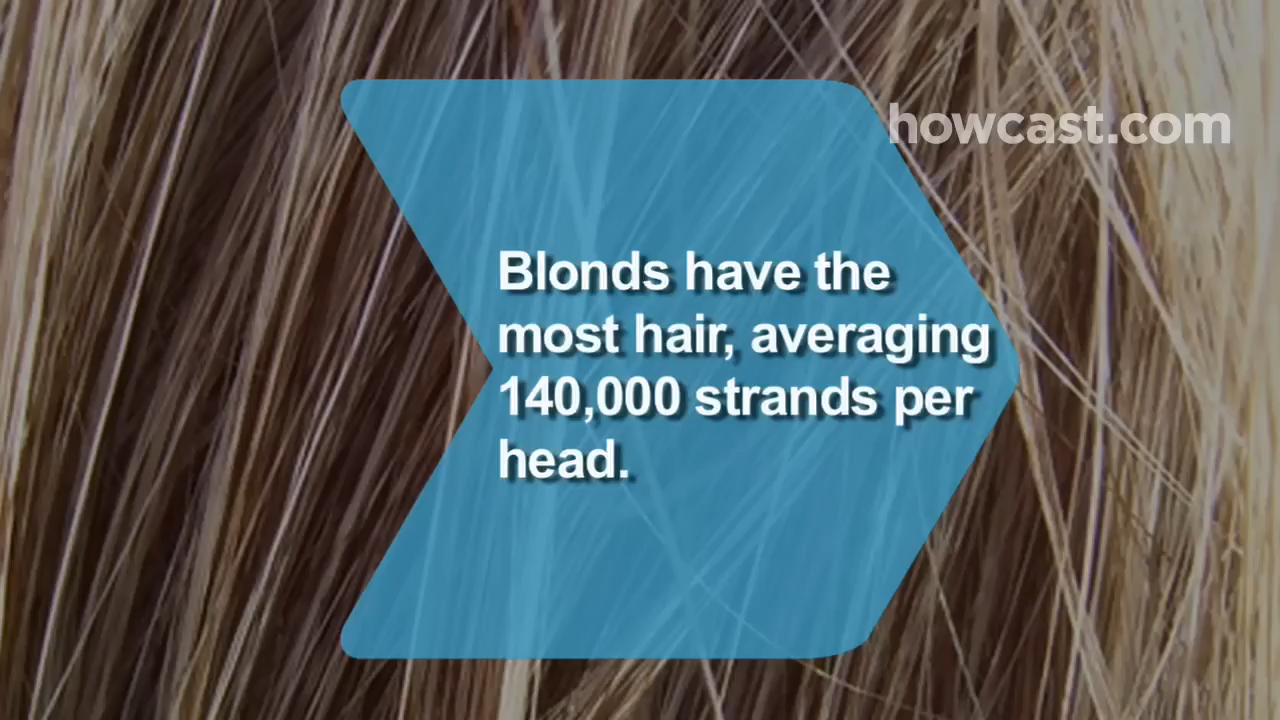 howcast.com
Blonds have the
most hair, averaging
140,000 strands per
head.